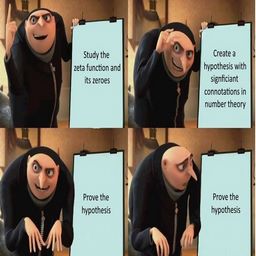 Study the
zeta function and
its zeroes
Create a
hypothesis with
signficiant
connotations in
number theory
Prove the
hypothesis
Prove the
hypothesis